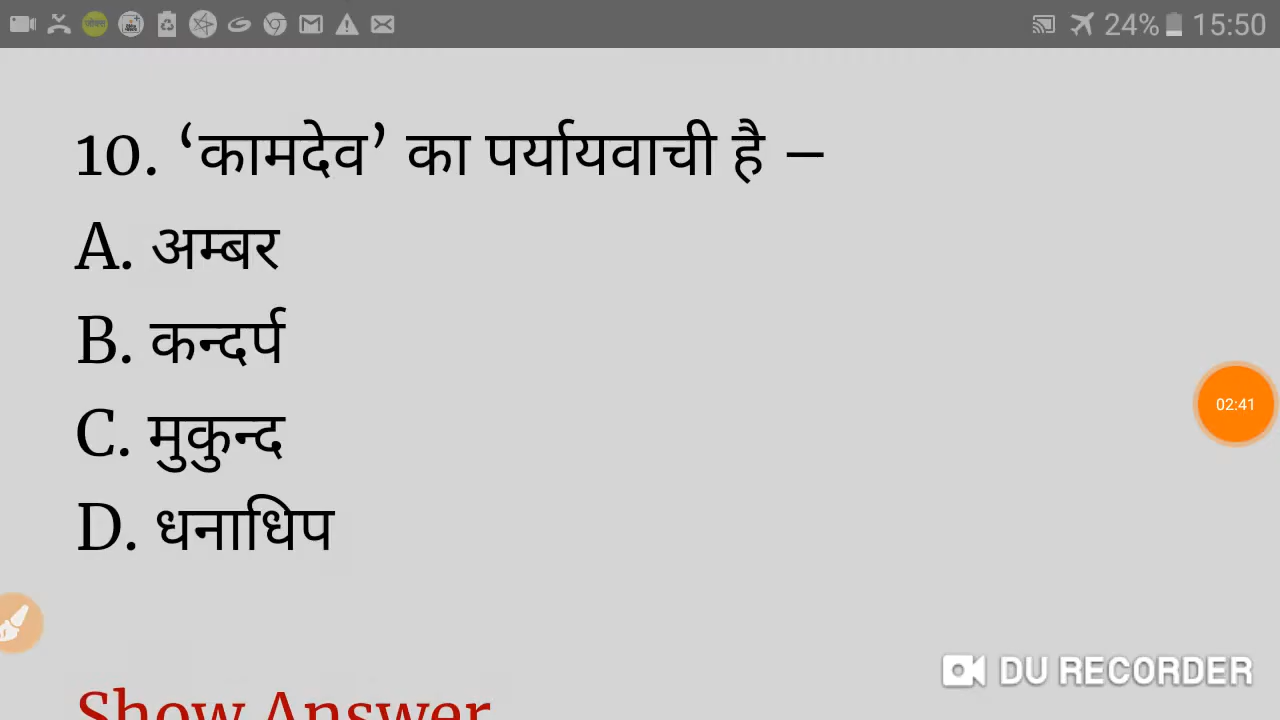 24% 15:50
10. ‘कामदेव’ का पर्यायवाची है –
A. अम्बर
B. कन्दर्प
C. मुकुन्द
D. धनाधिप
02:41
DU RECORDER
Show Answer